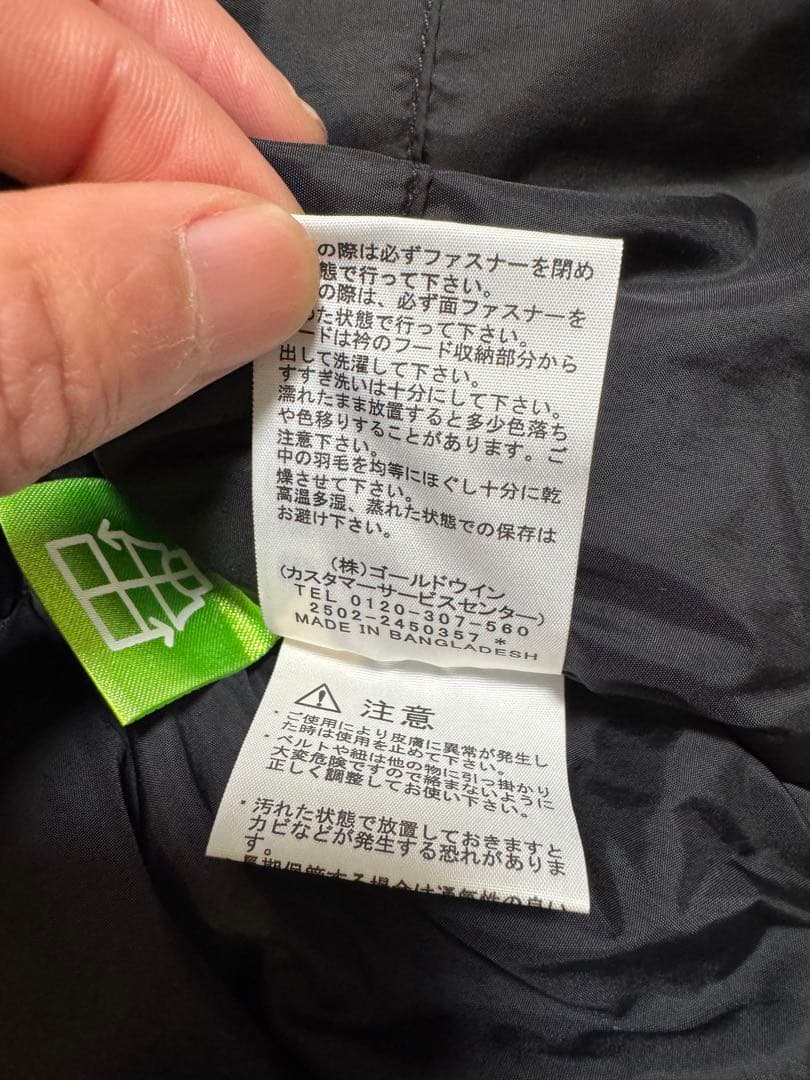 の際は必ずファスナーを閉め
態で行って下さい。
の際は、必ず面ファスナーを
った状態で行って下さい。
ードは衿のフード収納部分から
出して洗濯して下さい。
すすぎ洗いは十分にして下さい。
濡れたまま放置すると多少色落ち
や色移りすることがあります。ご
注意下さい。
中の羽毛を均等にほぐし十分に乾
燥させて下さい。
高温多湿、蒸れた状態での保存は
お避け下さい。
(株)ゴールドウイン
(カスタマーサービスセンター)
TEL 0120-307-560
2502-2450357 *
MADE IN BANGLADESH
注意
・ご使用により皮膚に異常が発生し
た時は使用を止めて下さい。
・ベルトや紐は他の物に引っ掛かり
大変危険ですので絡まないように
正しく調整してお使い下さい。
・汚れた状態で放置しておきますと
カビなどが発生する恐れがありま
す。
長期保管する場合は通気性の良い